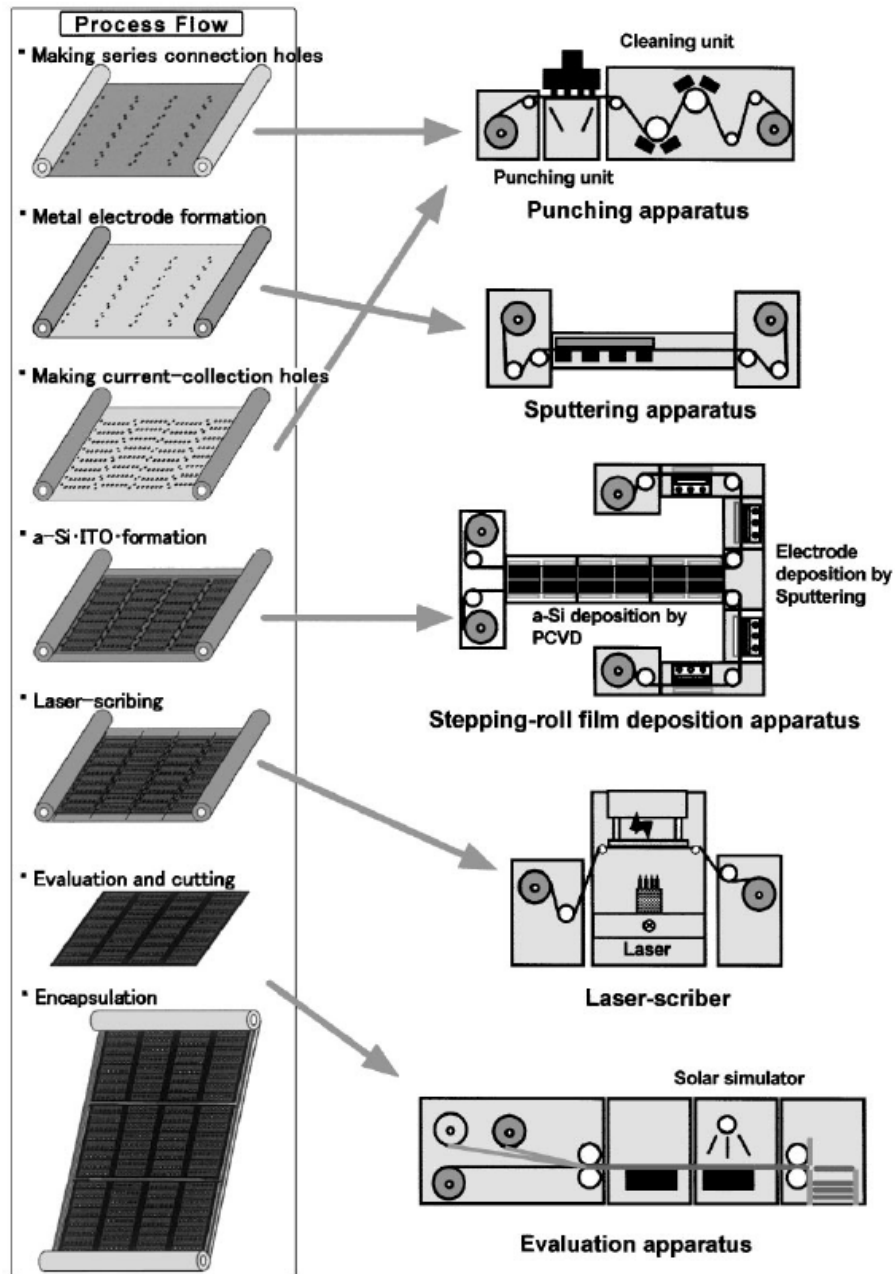 Process Flow
▪ Making series connection holes
Cleaning unit
Punching unit
Punching apparatus
▪ Metal electrode formation
Sputtering apparatus
▪ Making current-collection holes
▪ a-Si·ITO·formation
Electrode
deposition by
Sputtering
a-Si deposition by
PCVD
Stepping-roll film deposition apparatus
▪ Laser-scribing
Laser
Laser-scriber
▪ Evaluation and cutting
▪ Encapsulation
Solar simulator
Evaluation apparatus